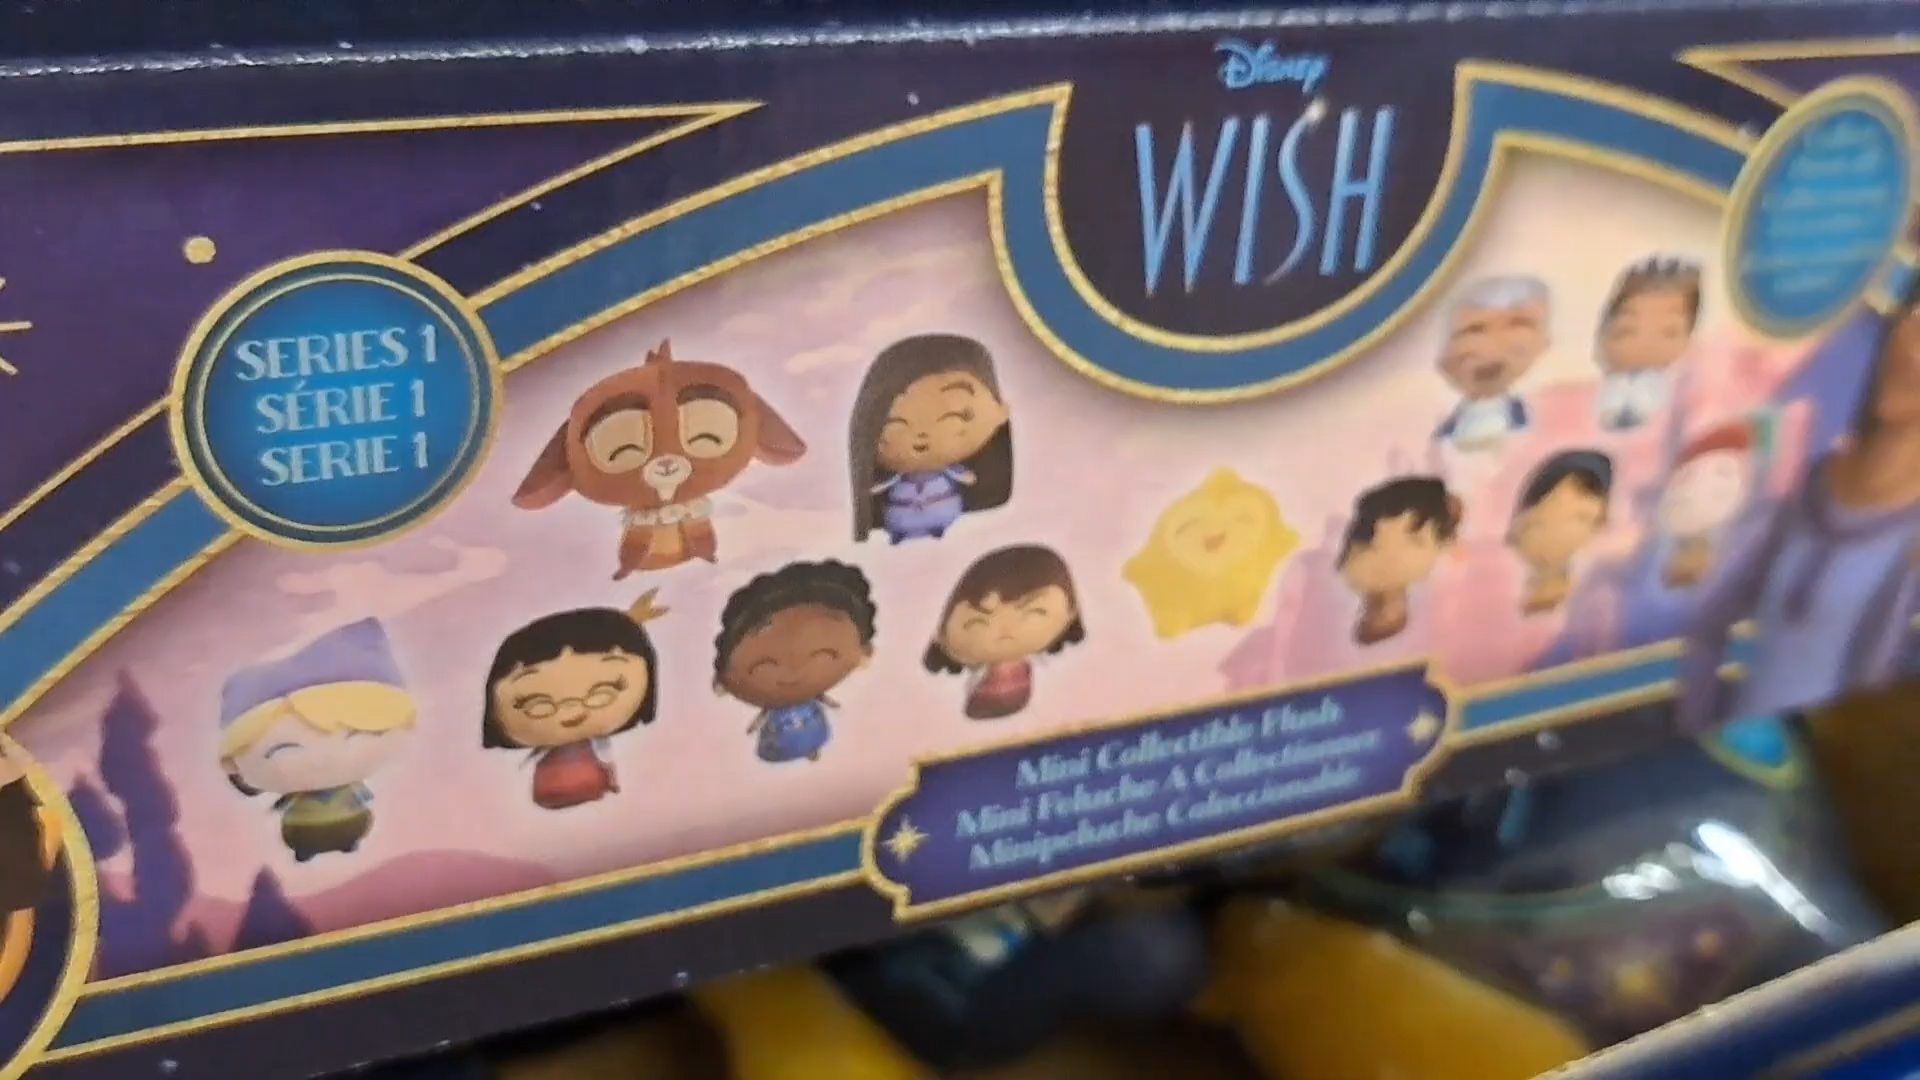 Disney
WISH
SERIES 1
SÉRIE 1
SERIE 1
Mini Collectible Plush
Mini Peluche A Collectionner
Minipeluche Coleccionable